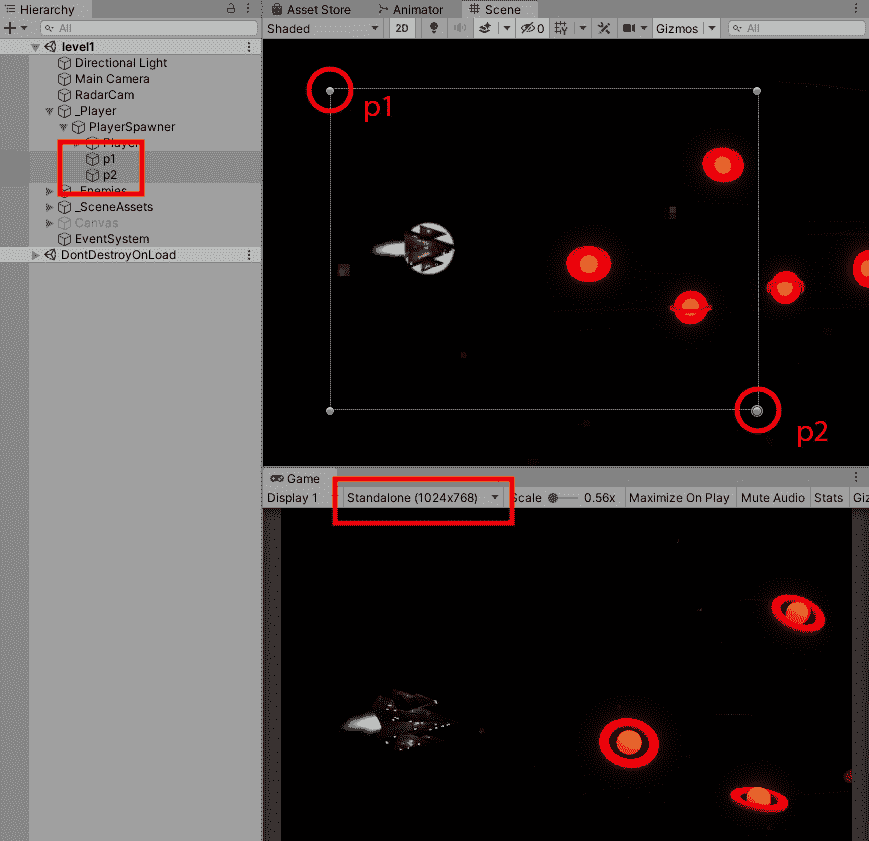 Hierarchy
All
level1
Directional Light
Main Camera
RadarCam
_Player
PlayerSpawner
Player
p1
p2
_Enemies
_SceneAssets
Canvas
EventSystem
DontDestroyOnLoad
Asset Store Animator Scene
Shaded 2D 0 Gizmos All
p1
p2
Game
Display 1 Standalone (1024x768) Scale 0.56x Maximize On Play Mute Audio Stats Giz